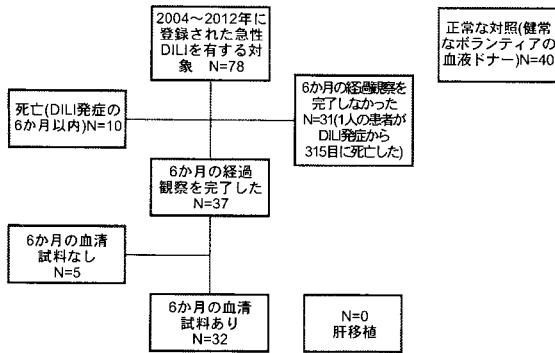 2004～2012年に
登録された急性
DILIを有する対
象 N=78
正常な対照(健常
なボランティアの
血液ドナー)N=40
死亡(DILI発症の
6か月以内)N=10
6か月の経過観察を
完了しなかった
N=31(1人の患者が
DILI発症から
315目に死亡した)
6か月の経過
観察を完了した
N=37
6か月の血清
試料なし
N=5
6か月の血清
試料あり
N=32
N=0
肝移植